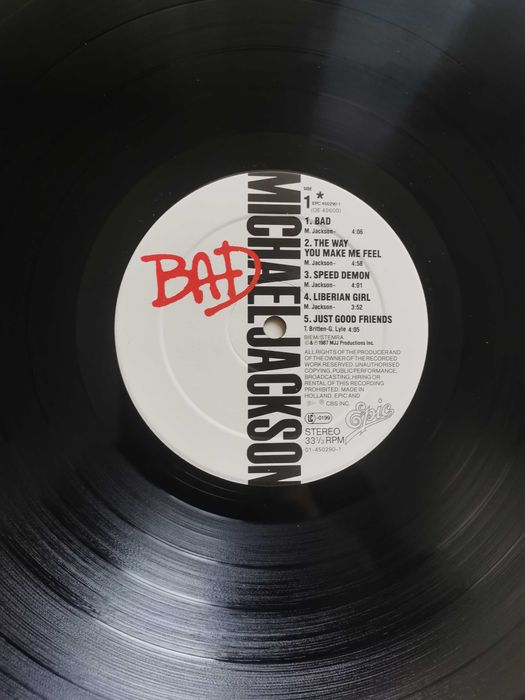 BAD
MICHAEL JACKSON
SIDE
1*
EPC 450290 1
(OE 40600)
1. BAD
M. Jackson- 4:06
2. THE WAY
YOU MAKE ME FEEL
M. Jackson- 4:58
3. SPEED DEMON
M. Jackson- 4:01
4. LIBERIAN GIRL
M. Jackson- 3:52
5. JUST GOOD FRIENDS
T. Britten-G. Lyle 4:05
BIEM/STEMRA
© & ℗ 1987 MJJ Productions Inc.
ALL RIGHTS OF THE PRODUCER AND
OF THE OWNER OF THE RECORDED
WORK RESERVED. UNAUTHORISED
COPYING, PUBLIC PERFORMANCE,
BROADCASTING, HIRING OR
RENTAL OF THIS RECORDING
PROHIBITED. MADE IN
HOLLAND. EPIC AND
CBS INC.
LC-0199
Epic
STEREO
33⅓ RPM
01-450290-1